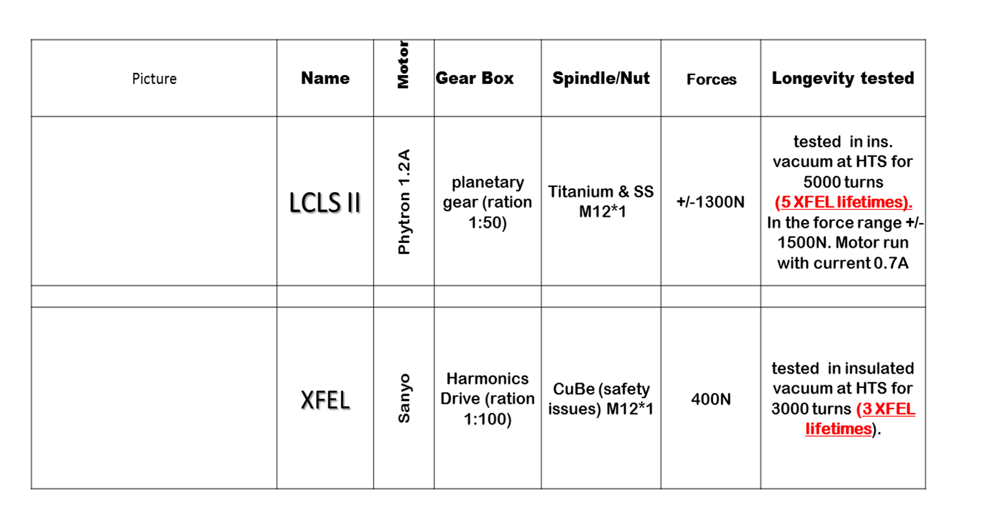 Picture
Name
Motor
Gear Box
Spindle/Nut
Forces
Longevity tested
LCLS II
Phytron 1.2A
planetary
gear (ration
1:50)
Titanium & SS
M12*1
+/-1300N
tested in ins.
vacuum at HTS for
5000 turns
(5 XFEL lifetimes).
In the force range +/-
1500N. Motor run
with current 0.7A
XFEL
Sanyo
Harmonics
Drive (ration
1:100)
CuBe (safety
issues) M12*1
400N
tested in insulated
vacuum at HTS for
3000 turns (3 XFEL
lifetimes).